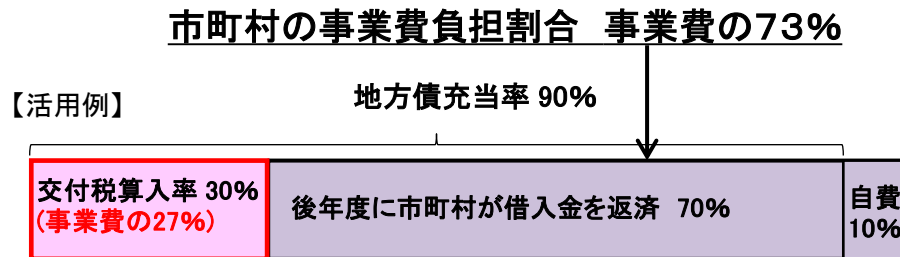 市町村の事業費負担割合　事業費の73%
地方債充当率 90%
【活用例】
交付税算入率 30%
(事業費の27%)
後年度に市町村が借入金を返済　70%
自費
10%